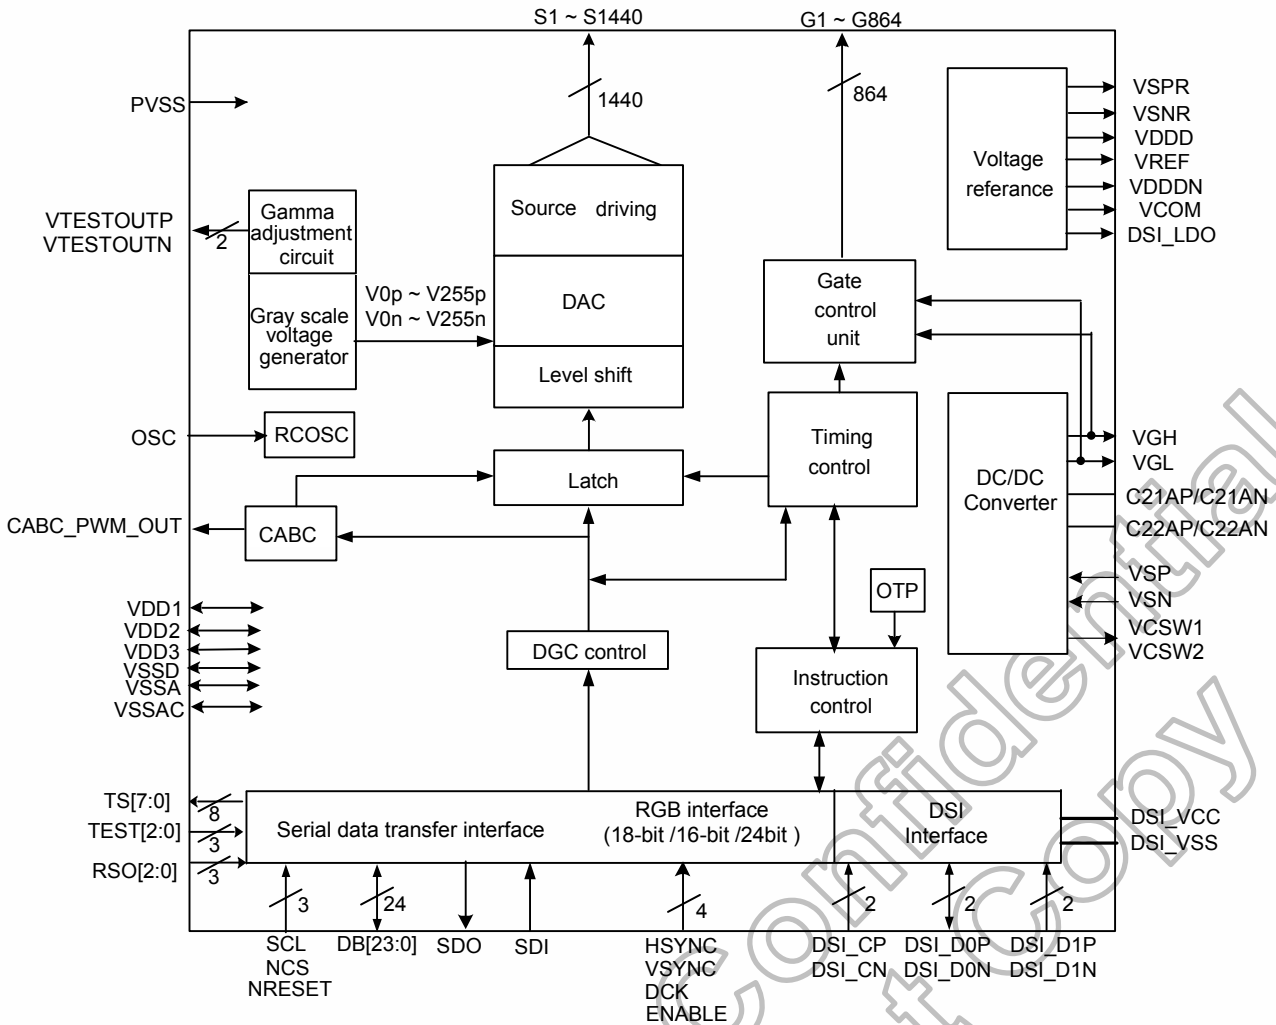 S1 ~ S1440
G1 ~ G864
1440
864
PVSS
VTESTOUTP
VTESTOUTN
2
Gamma
adjustment
circuit
Gray scale
voltage
generator
V0p ~ V255p
V0n ~ V255n
Source driving
DAC
Level shift
Gate
control
unit
Voltage
referance
VSPR
VSNR
VDDD
VREF
VDDDN
VCOM
DSI_LDO
OSC
RCOSC
Latch
Timing
control
DC/DC
Converter
VGH
VGL
C21AP/C21AN
C22AP/C22AN
VSP
VSN
VCSW1
VCSW2
CABC_PWM_OUT
CABC
OTP
VDD1
VDD2
VDD3
VSSD
VSSA
VSSAC
DGC control
Instruction
control
TS[7:0]
8
TEST[2:0]
3
RSO[2:0]
3
Serial data transfer interface
RGB interface
(18-bit /16-bit /24bit )
DSI
Interface
DSI_VCC
DSI_VSS
3
24
4
2
2
2
SCL
NCS
NRESET
DB[23:0]
SDO
SDI
HSYNC
VSYNC
DCK
ENABLE
DSI_CP
DSI_CN
DSI_D0P
DSI_D0N
DSI_D1P
DSI_D1N
Confidential
Copy